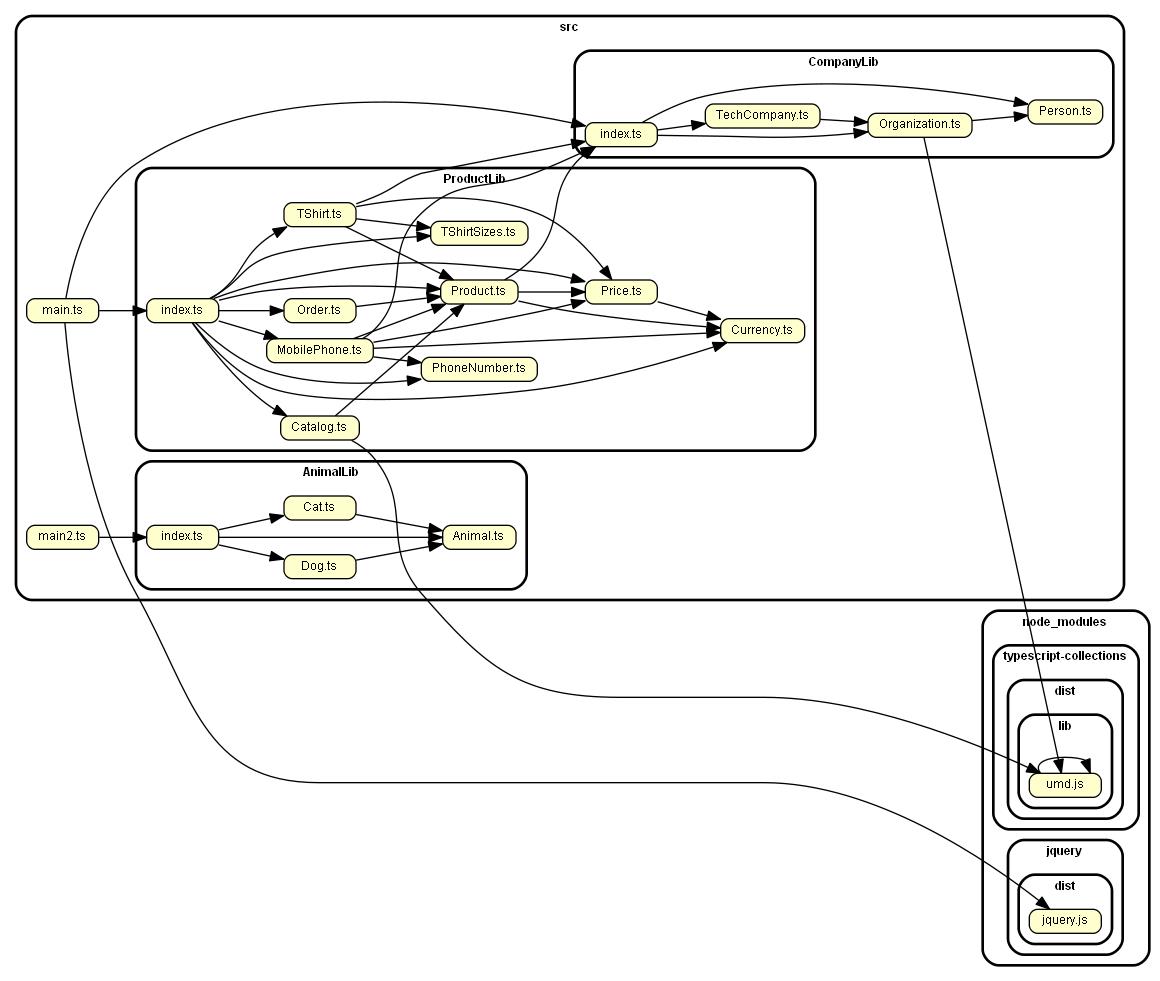 src
CompanyLib
Person.ts
TechCompany.ts
Organization.ts
index.ts
ProductLib
TShirt.ts
TShirtSizes.ts
Product.ts
Price.ts
main.ts
index.ts
Order.ts
Currency.ts
MobilePhone.ts
PhoneNumber.ts
Catalog.ts
AnimalLib
Cat.ts
main2.ts
index.ts
Animal.ts
Dog.ts
node_modules
typescript-collections
dist
lib
umd.js
jquery
dist
jquery.js